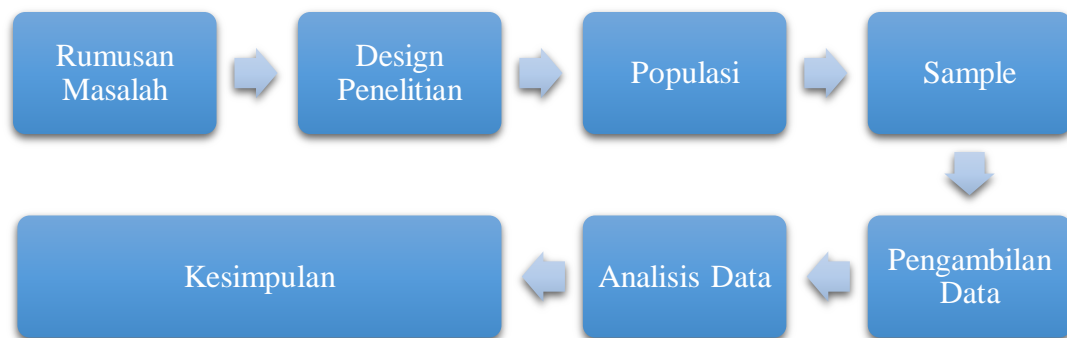 Rumusan
Masalah
Design
Penelitian
Populasi
Sample
Pengambilan
Data
Analisis Data
Kesimpulan